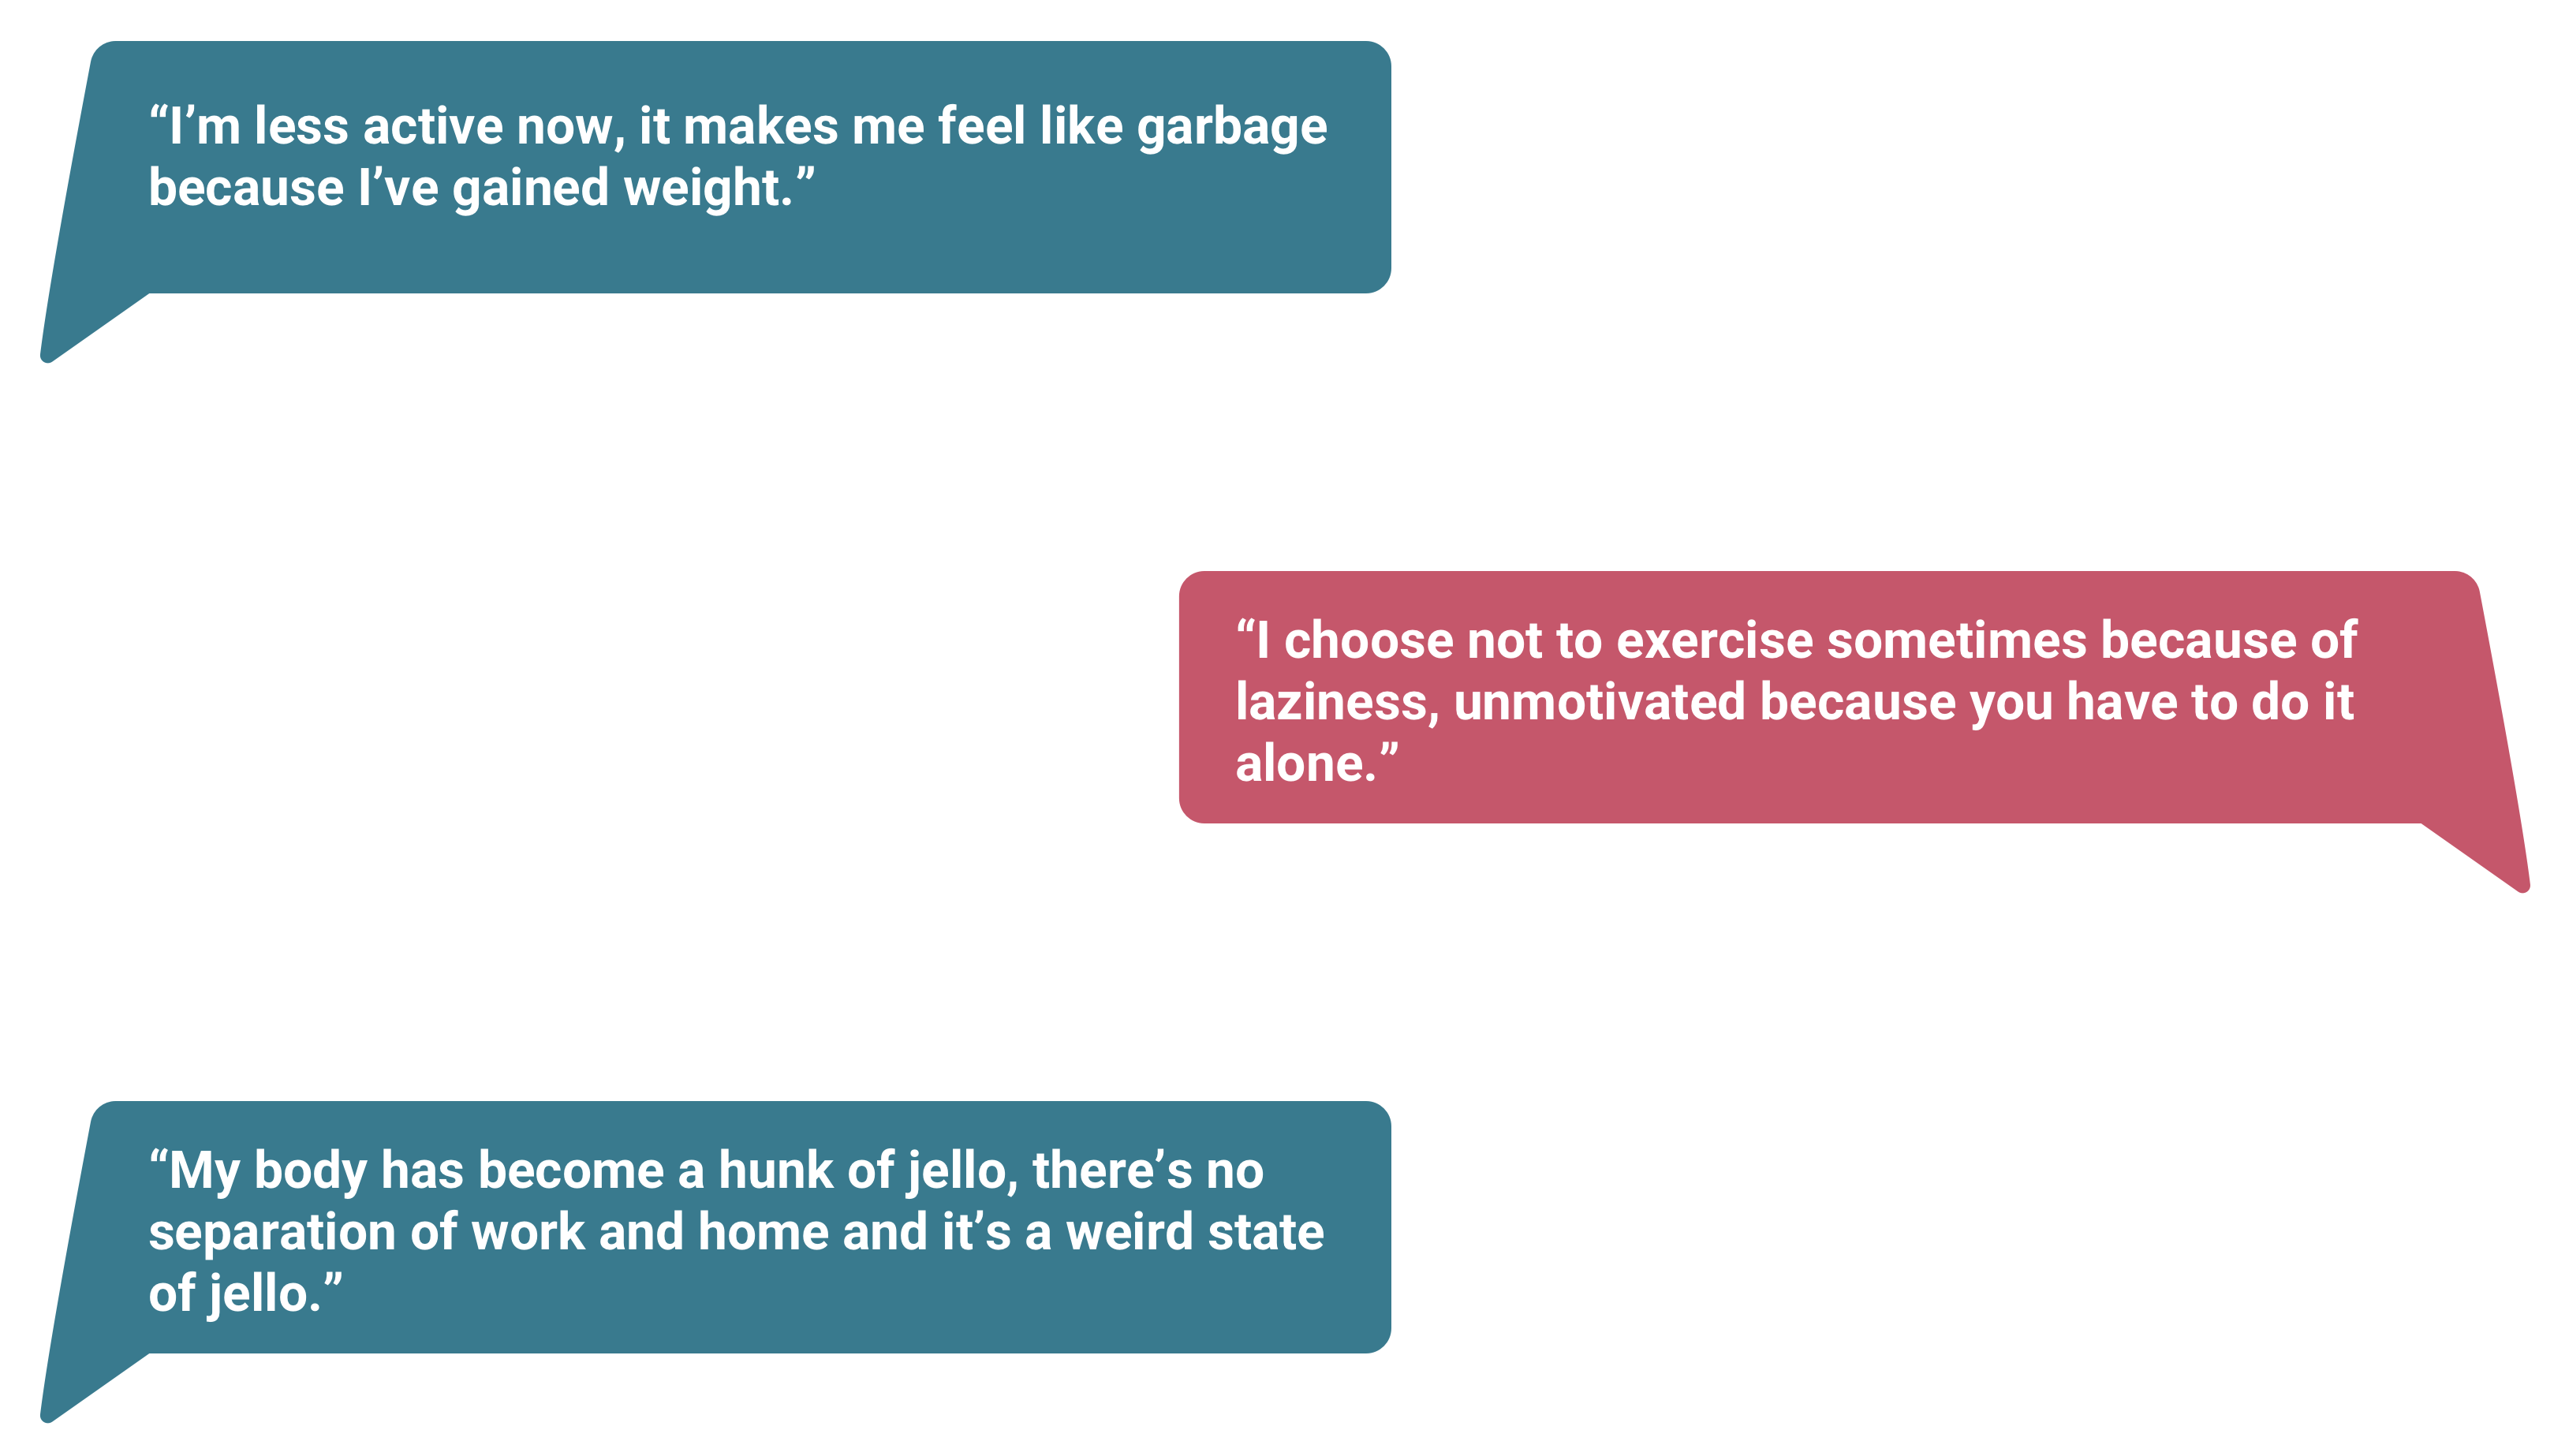 “I’m less active now, it makes me feel like garbage
because I’ve gained weight.”
“I choose not to exercise sometimes because of
laziness, unmotivated because you have to do it
alone.”
“My body has become a hunk of jello, there’s no
separation of work and home and it’s a weird state
of jello.”